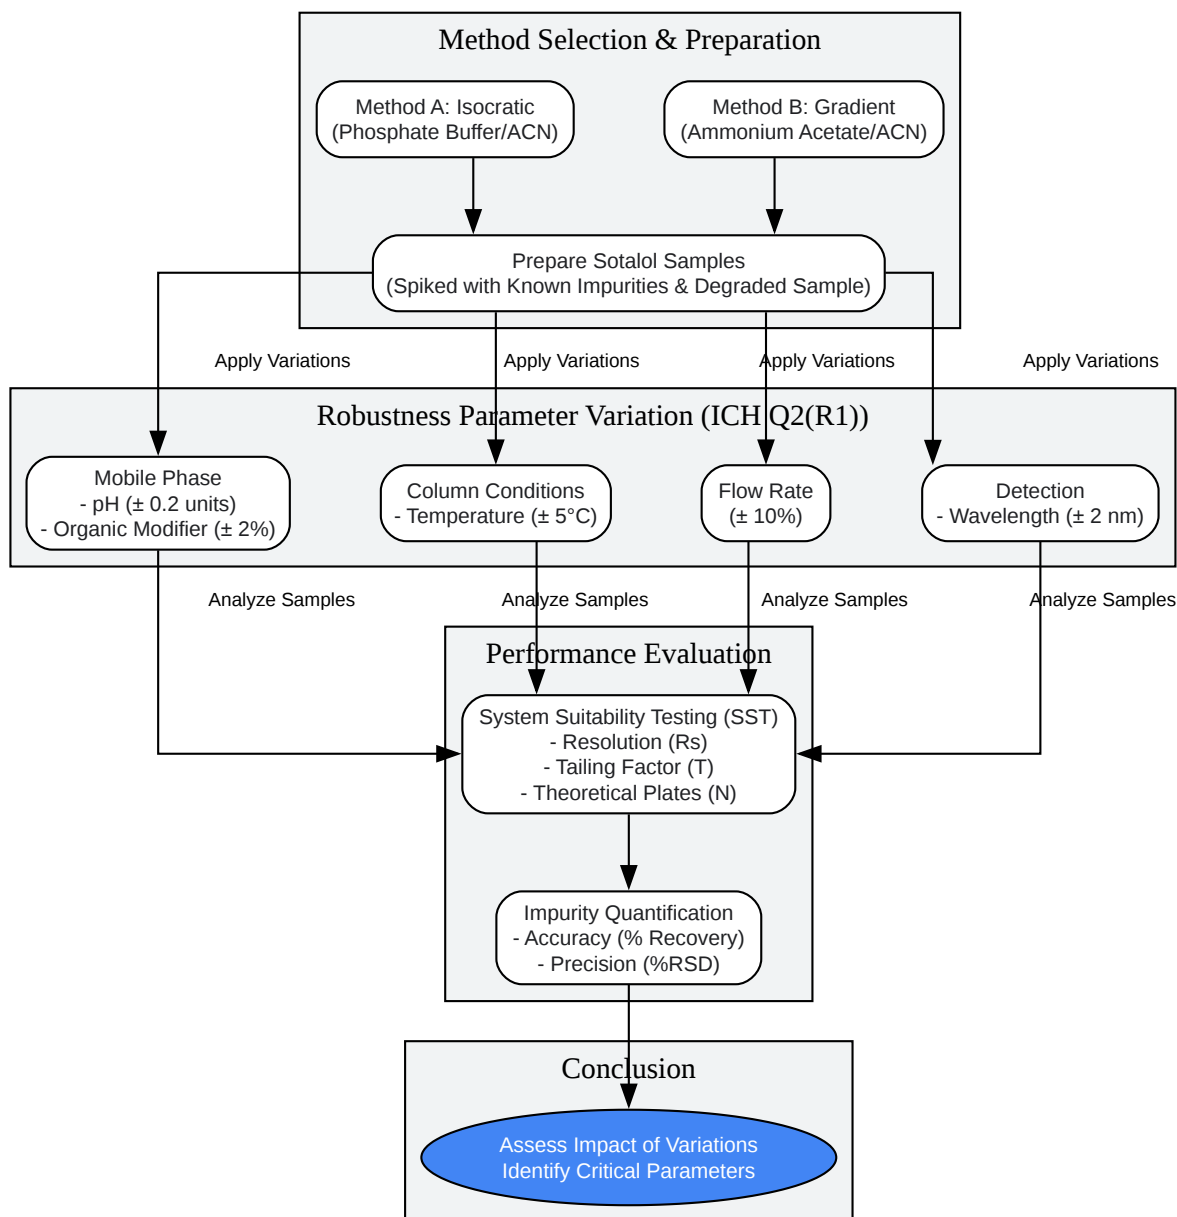 Method Selection & Preparation
Method A: Isocratic
(Phosphate Buffer/ACN)
Method B: Gradient
(Ammonium Acetate/ACN)
Prepare Sotalol Samples
(Spiked with Known Impurities & Degraded Sample)
Apply Variations
Apply Variations
Apply Variations
Apply Variations
Robustness Parameter Variation (ICH Q2(R1))
Mobile Phase
- pH (± 0.2 units)
- Organic Modifier (± 2%)
Column Conditions
- Temperature (± 5°C)
Flow Rate
(± 10%)
Detection
- Wavelength (± 2 nm)
Analyze Samples
Analyze Samples
Analyze Samples
Analyze Samples
Performance Evaluation
System Suitability Testing (SST)
- Resolution (Rs)
- Tailing Factor (T)
- Theoretical Plates (N)
Impurity Quantification
- Accuracy (% Recovery)
- Precision (%RSD)
Conclusion
Assess Impact of Variations
Identify Critical Parameters